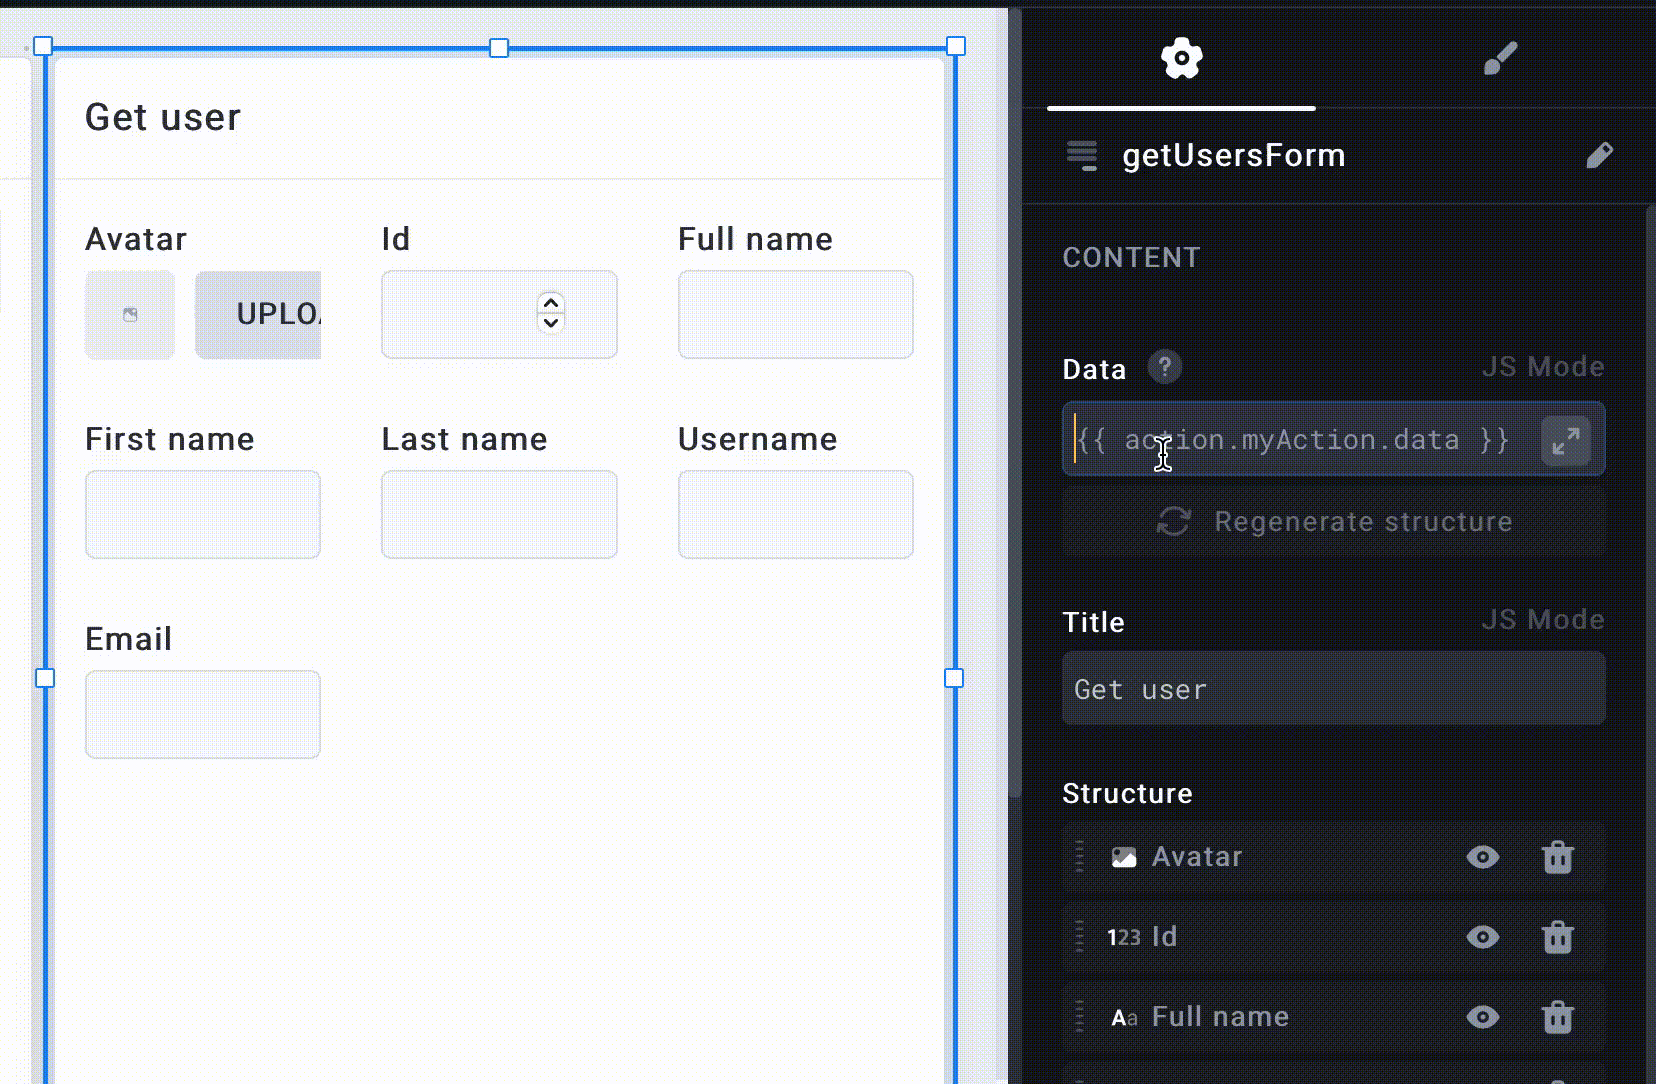 Get user
Avatar
Id
Full name
UPLOA
First name
Last name
Username
Email
getUsersForm
CONTENT
Data ?
JS Mode
{{ action.myAction.data }}
Regenerate structure
Title
JS Mode
Get user
Structure
Avatar
123 Id
Aa Full name